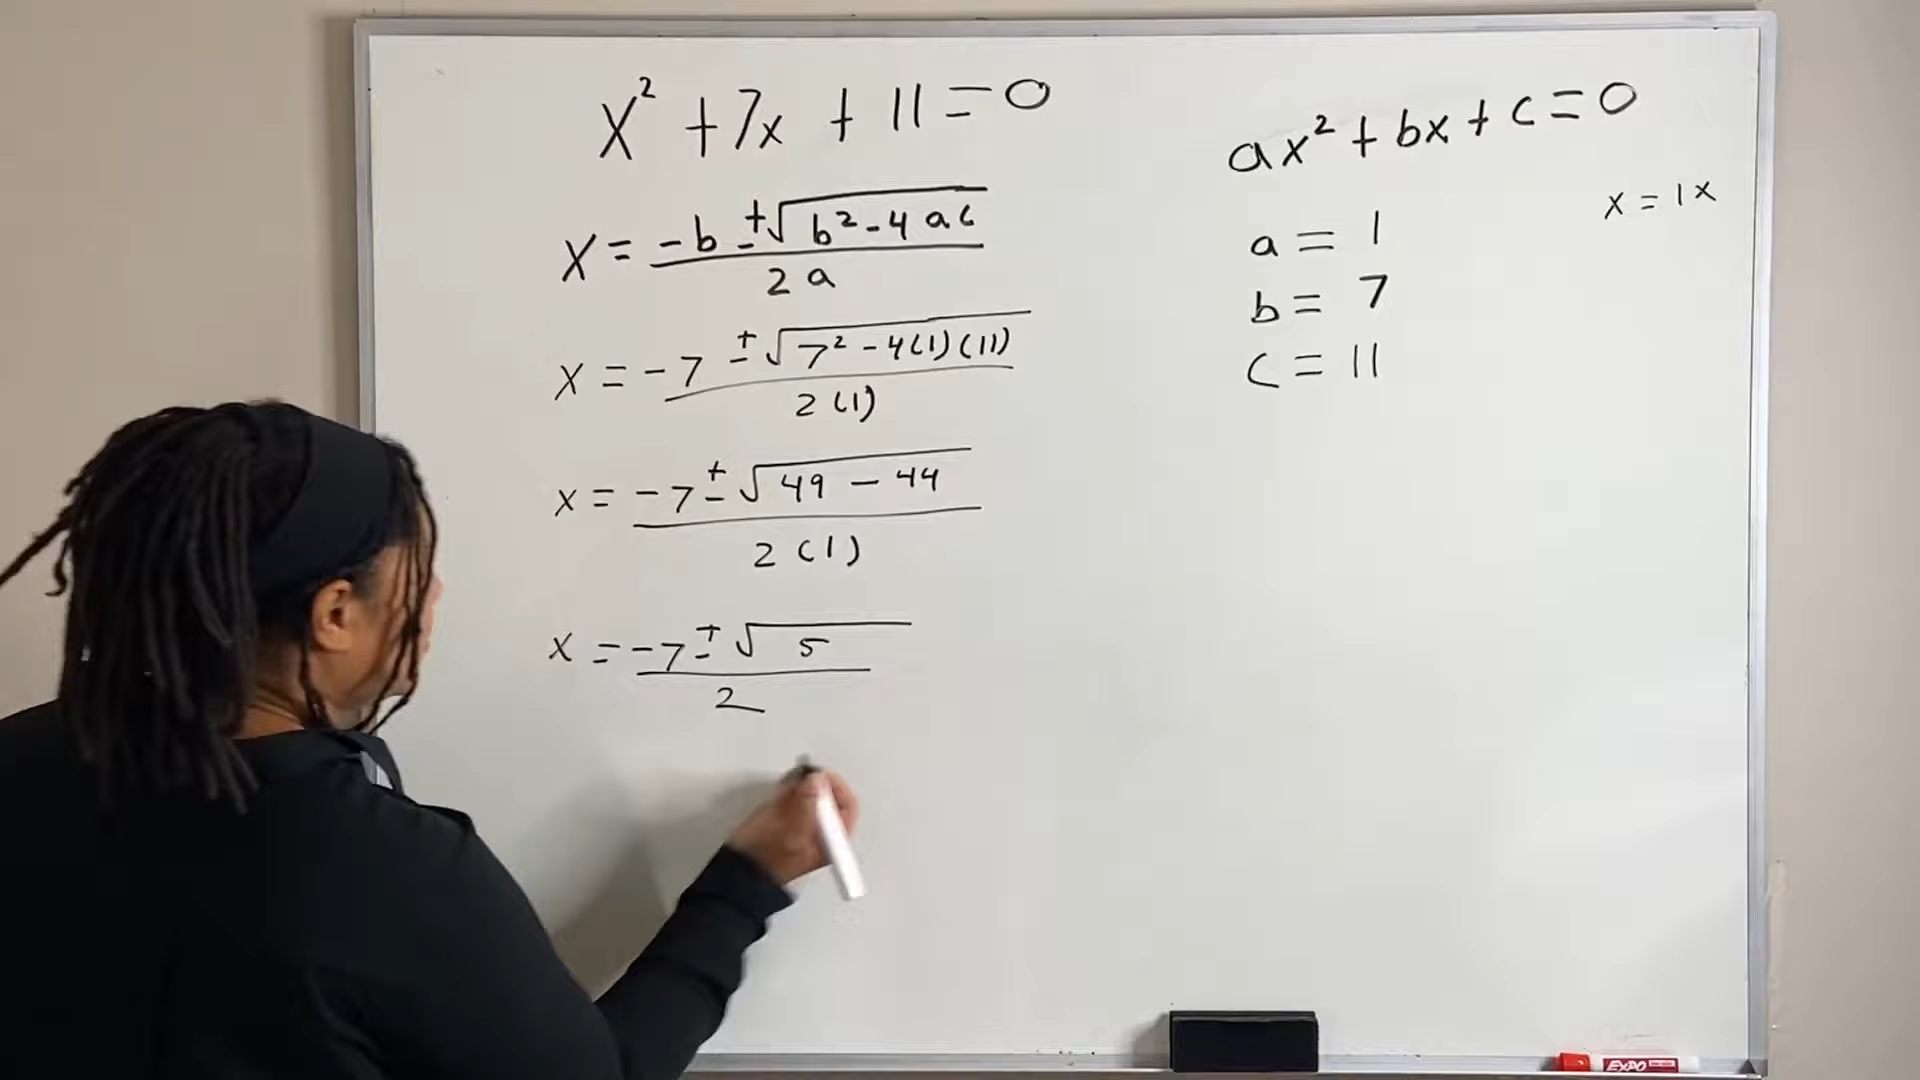 x² + 7x + 11 = 0
x = -b ± √b² - 4ac
2a
x = -7 ± √7² - 4(1)(11)
2(1)
x = -7 ± √49 - 44
2(1)
x = -7 ± √5
2
ax² + bx + c = 0
x = 1x
a = 1
b = 7
c = 11
EXPO